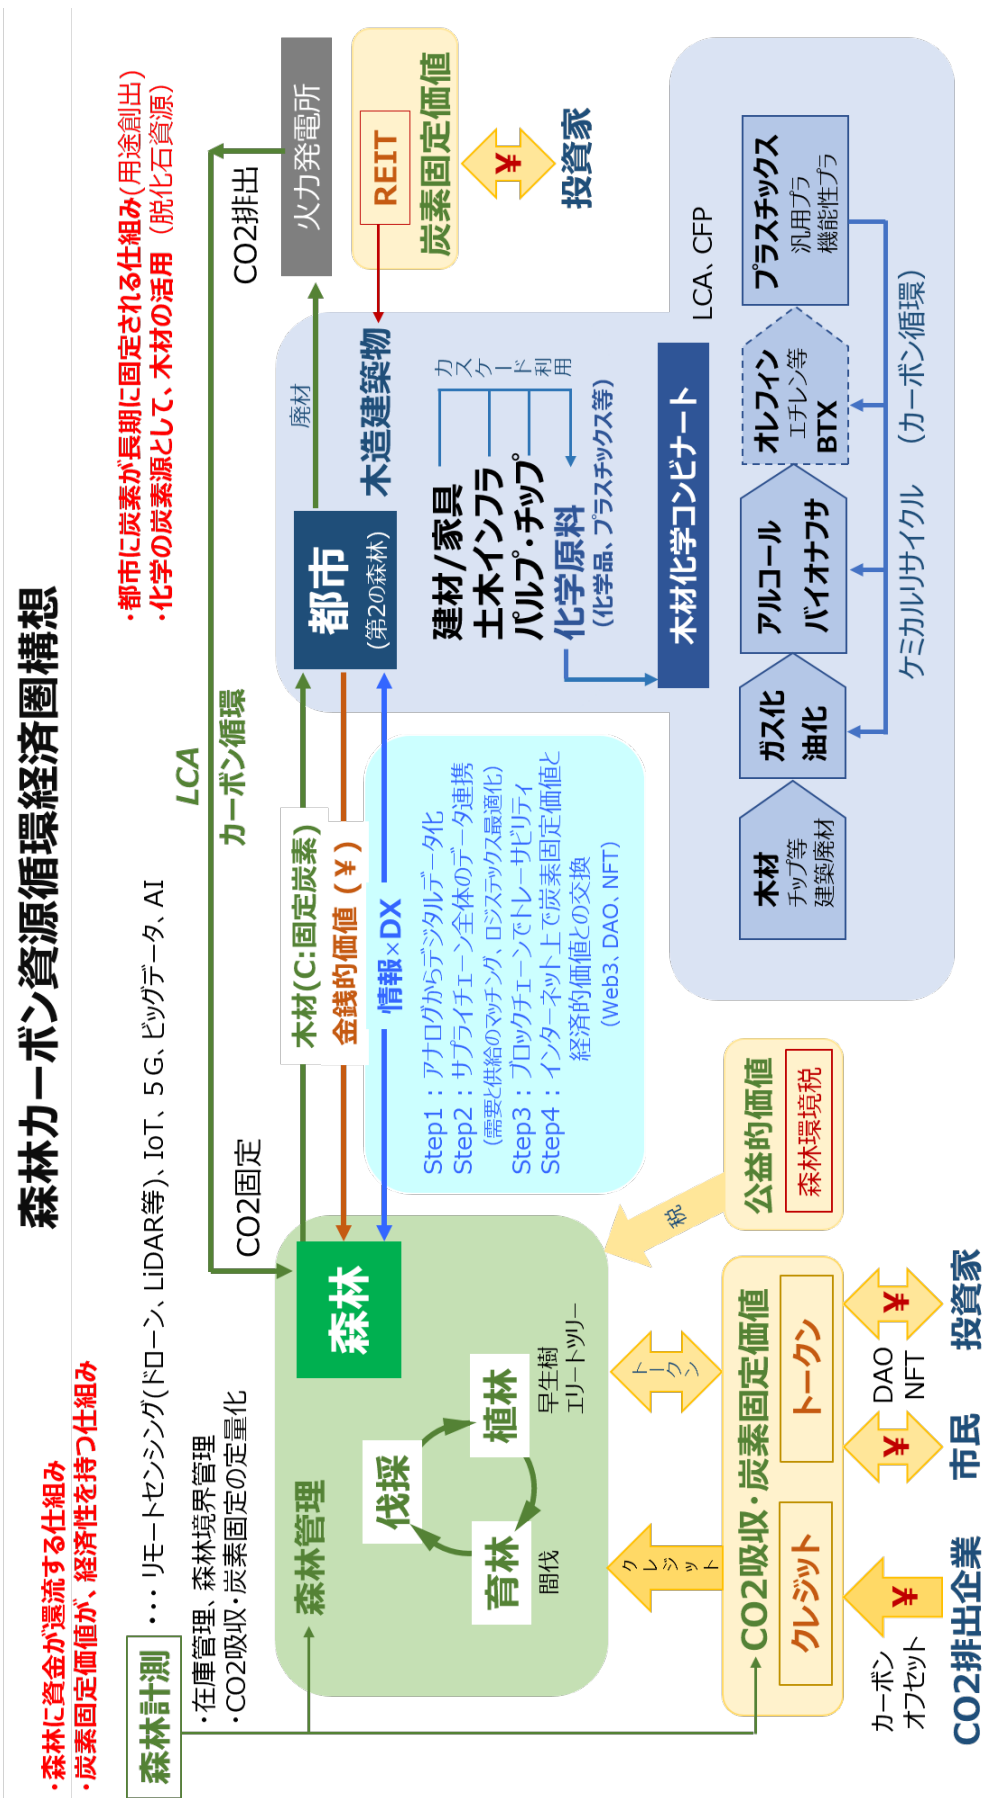 森林カーボン資源循環経済圏構想
・森林に資金が還流する仕組み
・炭素固定価値が、経済性を持つ仕組み
・都市に炭素が長期に固定される仕組み(用途創出)
・化学の炭素源として、木材の活用（脱化石資源）
森林計測
・・・リモートセンシング(ドローン、LiDAR等)、IoT、５G、ビッグデータ、AI
・在庫管理、森林境界管理
・CO2吸収・炭素固定の定量化
LCA
カーボン循環
CO2固定
CO2排出
火力発電所
森林管理
伐採
植林
早生樹
エリートツリー
育林
間伐
森林
木材(C:固定炭素)
金銭的価値（￥）
情報×DX
Step1：アナログからデジタルデータ化
Step2：サプライチェーン全体のデータ連携
(需要と供給のマッチング、ロジステックス最適化)
Step3：ブロックチェーンでトレーサビリティ
Step4：インターネット上で炭素固定価値と
経済的価値との交換
(Web3、DAO、NFT)
都市
(第2の森林)
廃材
木造建築物
REIT
炭素固定価値
￥
投資家
建材/家具
土木インフラ
パルプ・チップ
化学原料
(化学品、プラスチックス等)
カスケード利用
木材化学コンビナート
LCA、CFP
木材
チップ等
建築廃材
ガス化
油化
アルコール
バイオナフサ
オレフィン
エチレン等
BTX
プラスチックス
汎用プラ
機能性プラ
ケミカルリサイクル　（カーボン循環）
クレジット
トークン
税
公益的価値
森林環境税
CO2吸収・炭素固定価値
クレジット
トークン
カーボン
オフセット
￥
￥
DAO
NFT
￥
CO2排出企業
市民
投資家